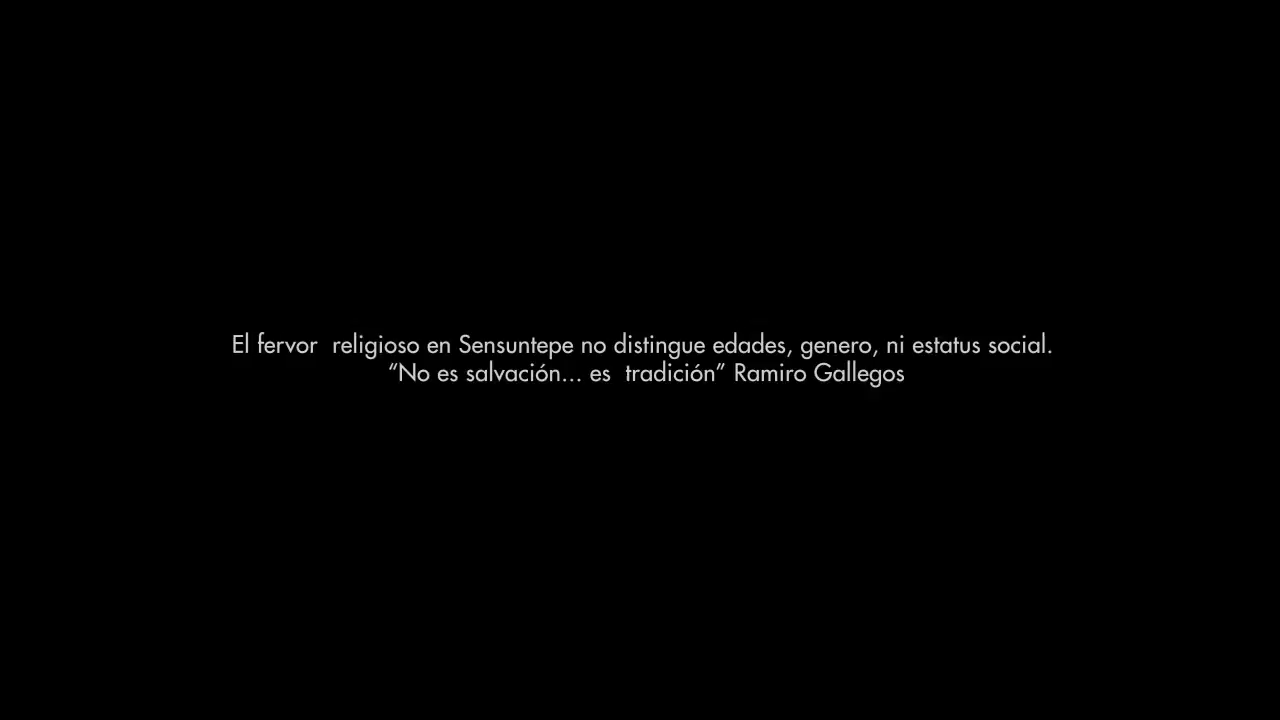 El fervor  religioso en Sensuntepe no distingue edades, genero, ni estatus social.
“No es salvación... es  tradición” Ramiro Gallegos